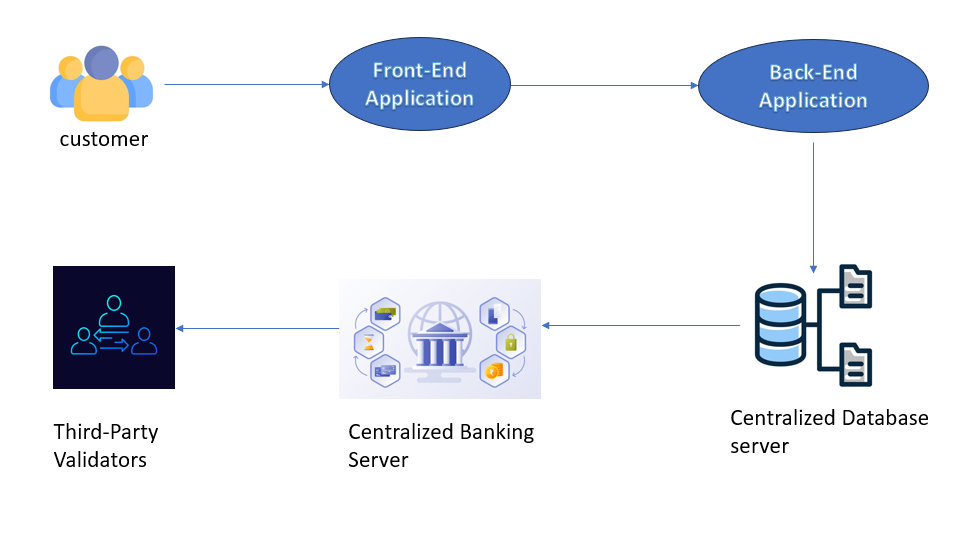 Front-End
Application
Back-End
Application
customer
Third-Party
Validators
Centralized Banking
Server
Centralized Database
server